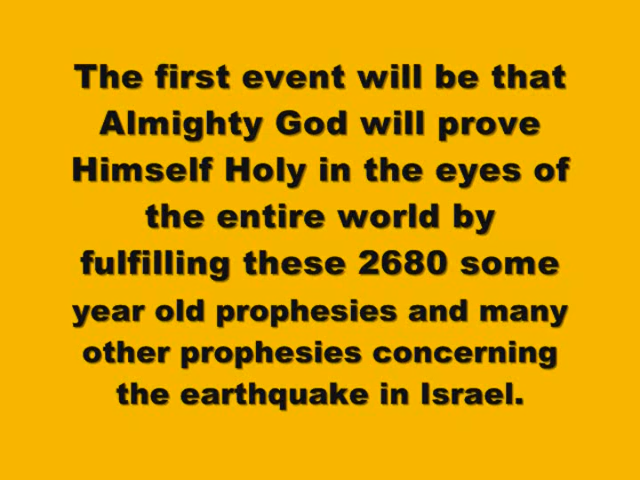 The first event will be that
Almighty God will prove
Himself Holy in the eyes of
the entire world by
fulfilling these 2680 some
year old prophesies and many
other prophesies concerning
the earthquake in Israel.